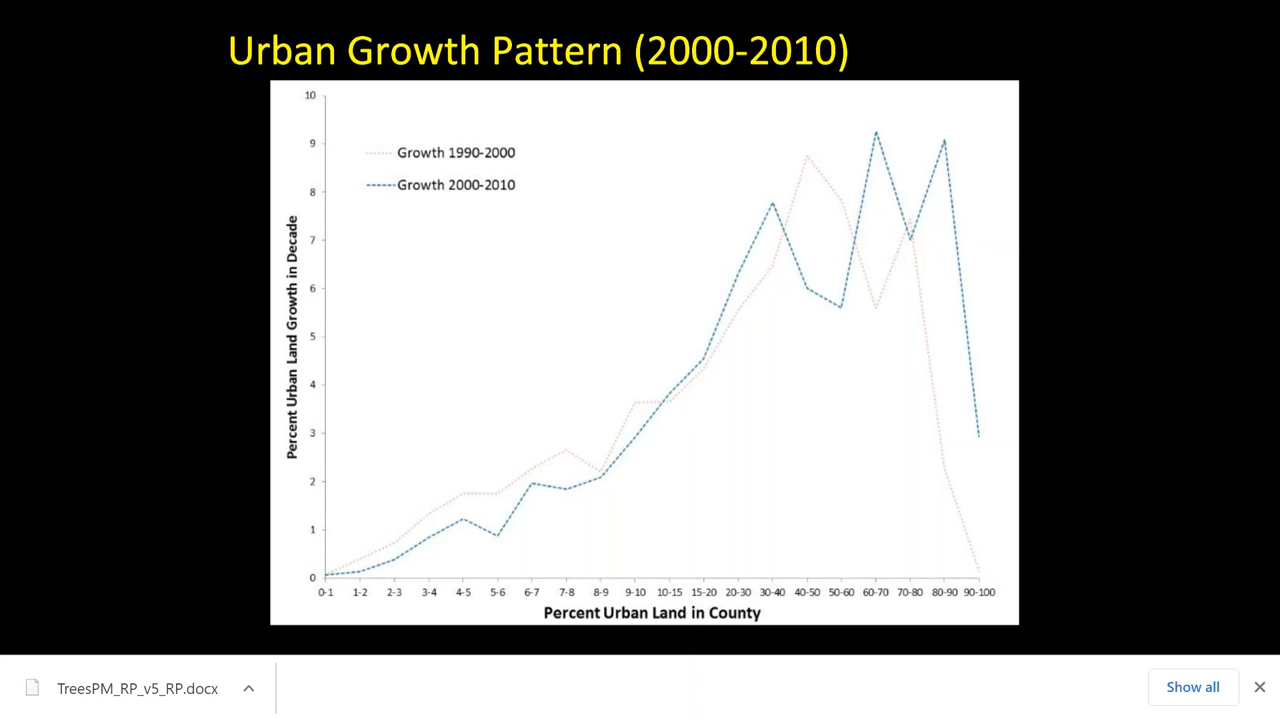 Urban Growth Pattern (2000-2010)
10
9
8
7
6
5
4
3
2
1
0
Growth 1990-2000
Growth 2000-2010
Percent Urban Land Growth in Decade
0-1 1-2 2-3 3-4 4-5 5-6 6-7 7-8 8-9 9-10 10-15 15-20 20-30 30-40 40-50 50-60 60-70 70-80 80-90 90-100
Percent Urban Land in County
TreesPM_RP_v5_RP.docx
Show all